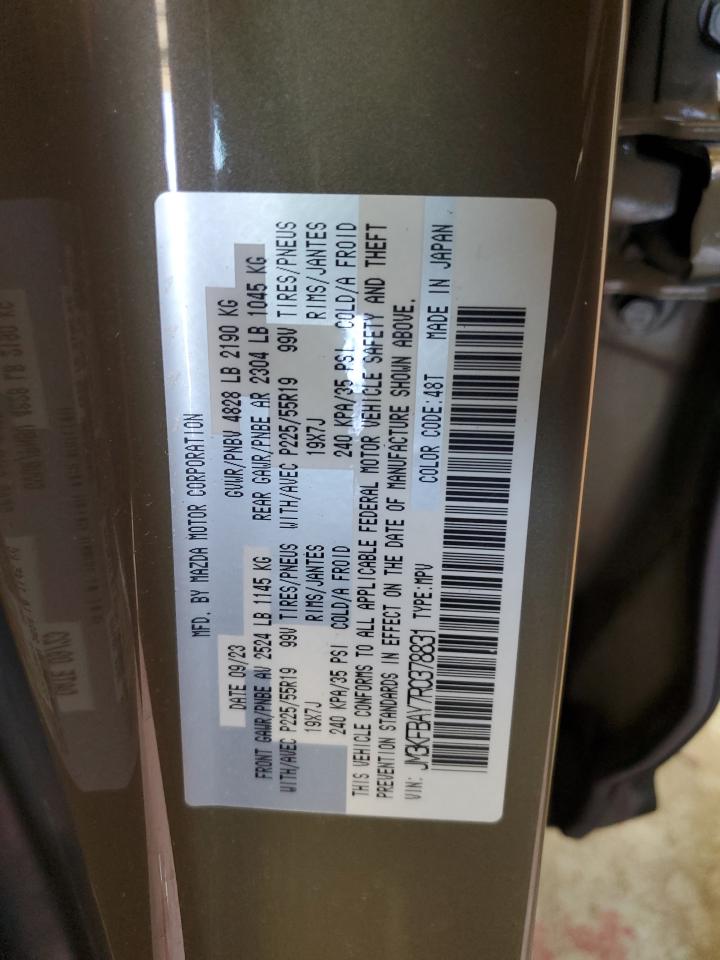 MFD. BY MAZDA MOTOR CORPORATION
DATE 09/23 GVWR/PNBV 4828 LB 2190 KG
FRONT GAWR/PNBE AV 2524 LB 1145 KG REAR GAWR/PNBE AR 2304 LB 1045 KG
WITH/AVEC P225/55R19 99V TIRES/PNEUS WITH/AVEC P225/55R19 99V TIRES/PNEUS
19X7J RIMS/JANTES 19X7J RIMS/JANTES
240 KPA/35 PSI COLD/A FROID 240 KPA/35 PSI COLD/A FROID
THIS VEHICLE CONFORMS TO ALL APPLICABLE FEDERAL MOTOR VEHICLE SAFETY AND THEFT
PREVENTION STANDARDS IN EFFECT ON THE DATE OF MANUFACTURE SHOWN ABOVE.
VIN: JM3KFBAY7R0378831 TYPE:MPV COLOR CODE:48T MADE IN JAPAN